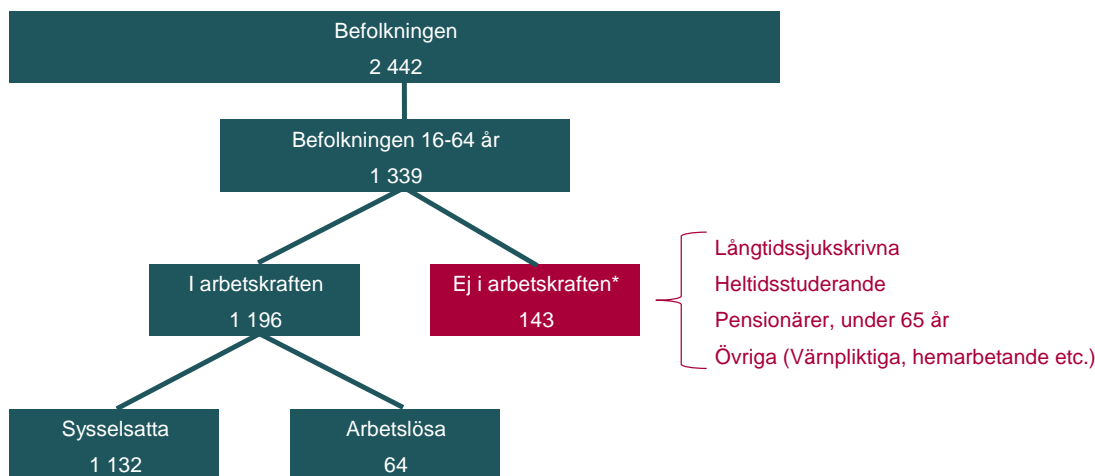 Befolkningen
2 442
Befolkningen 16-64 år
1 339
I arbetskraften
1 196
Ej i arbetskraften*
143
Långtidssjukskrivna
Heltidsstuderande
Pensionärer, under 65 år
Övriga (Värnpliktiga, hemarbetande etc.)
Sysselsatta
1 132
Arbetslösa
64